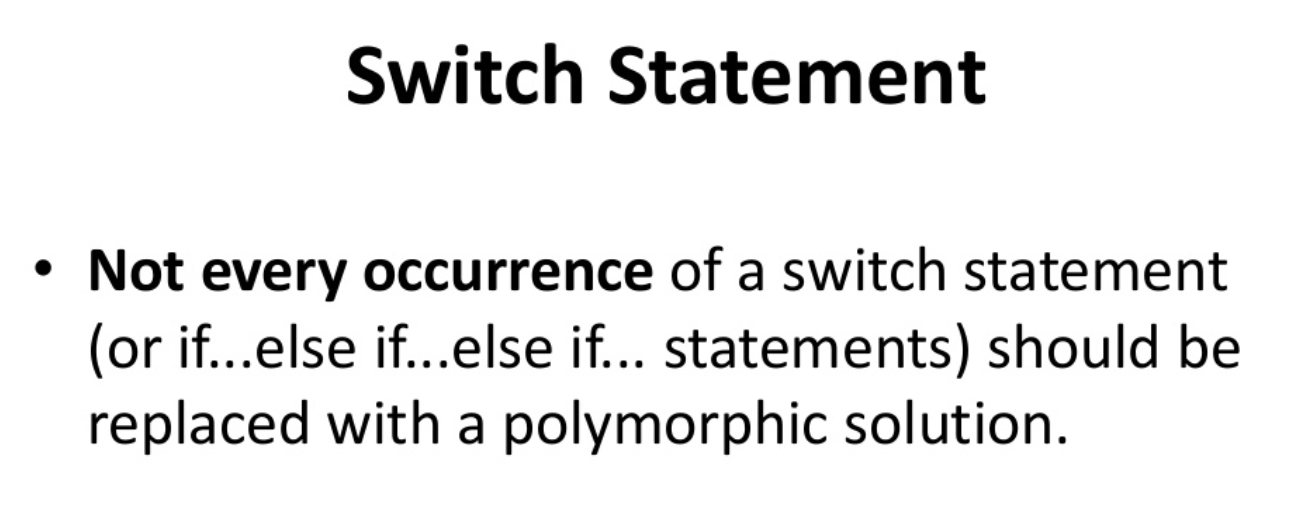 Switch Statement
• Not every occurrence of a switch statement
(or if...else if...else if... statements) should be
replaced with a polymorphic solution.